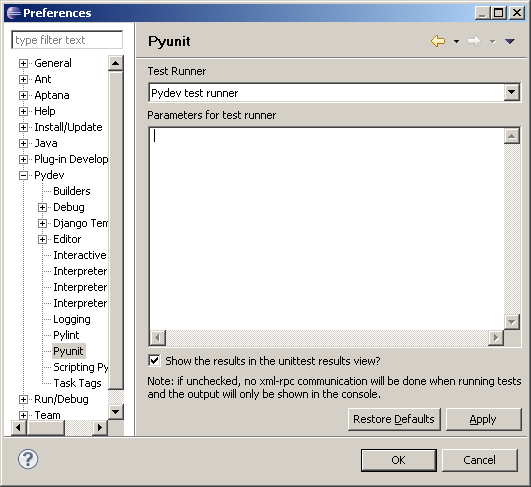 Preferences
type filter text
General
Ant
Aptana
Help
Install/Update
Java
Plug-in Develop
Pydev
Builders
Debug
Django Tem
Editor
Interactive
Interpreter
Interpreter
Interpreter
Logging
Pylint
Pyunit
Scripting Py
Task Tags
Run/Debug
Team
Pyunit
Test Runner
Pydev test runner
Parameters for test runner
Show the results in the unittest results view?
Note: if unchecked, no xml-rpc communication will be done when running tests
and the output will only be shown in the console.
Restore Defaults
Apply
OK
Cancel